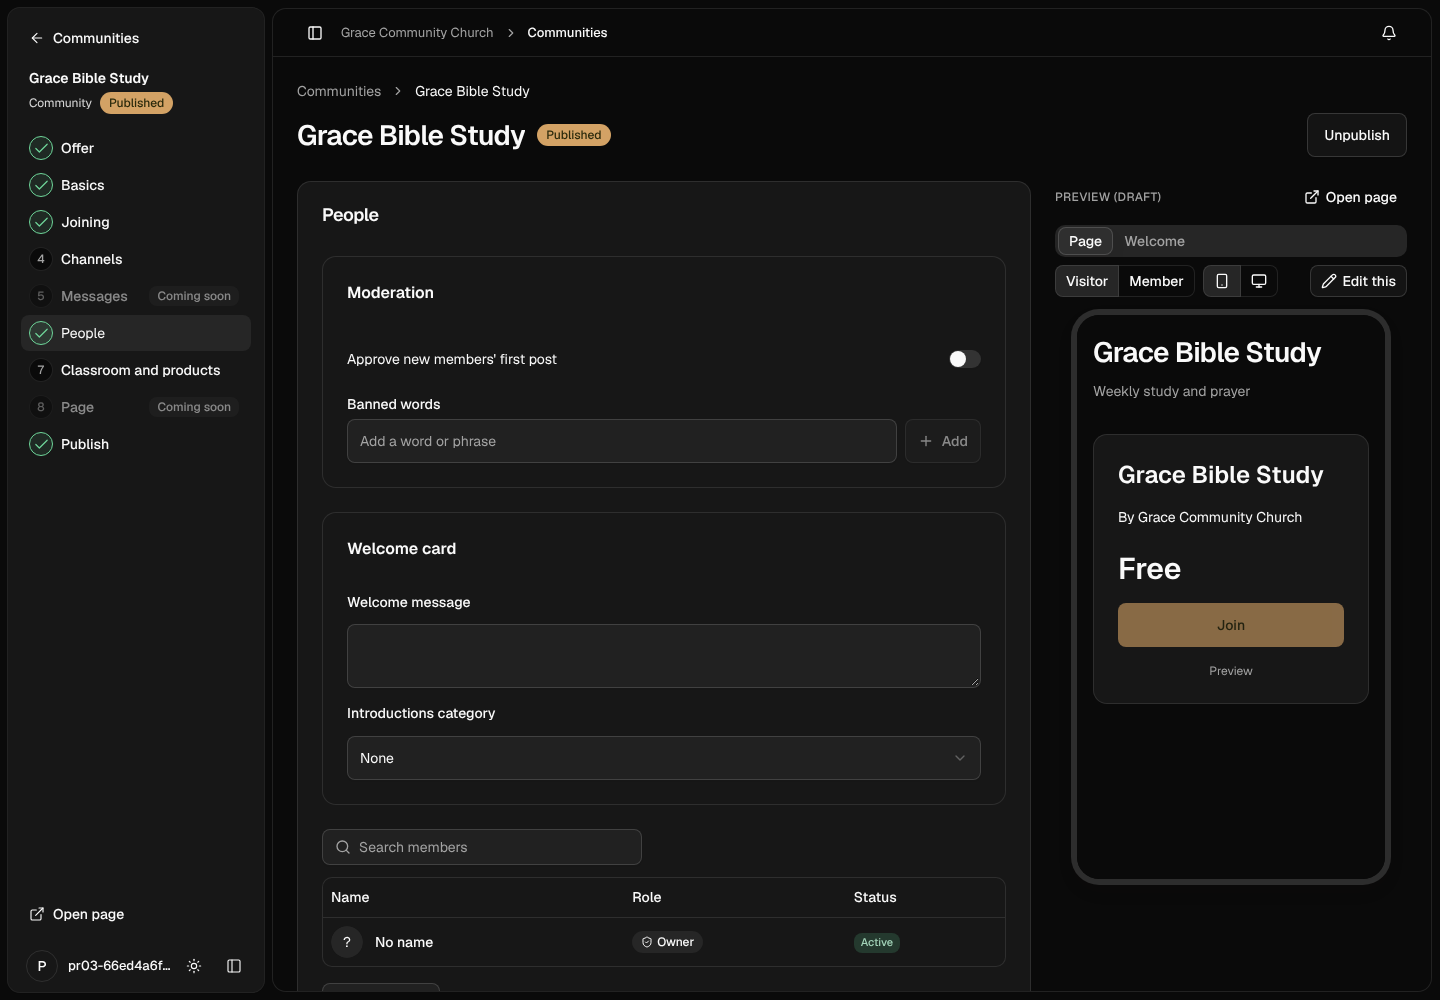 Communities
Grace Bible Study
Community Published
Offer
Basics
Joining
4 Channels
5 Messages Coming soon
People
7 Classroom and products
8 Page Coming soon
Publish
Open page
P pr03-66ed4a6f...
Grace Community Church > Communities
Communities > Grace Bible Study
Grace Bible Study Published
Unpublish
People
Moderation
Approve new members' first post
Banned words
Add a word or phrase
+ Add
Welcome card
Welcome message
Introductions category
None
Search members
Name Role Status
? No name Owner Active
PREVIEW (DRAFT) Open page
Page Welcome
Visitor Member Edit this
Grace Bible Study
Weekly study and prayer
Grace Bible Study
By Grace Community Church
Free
Join
Preview